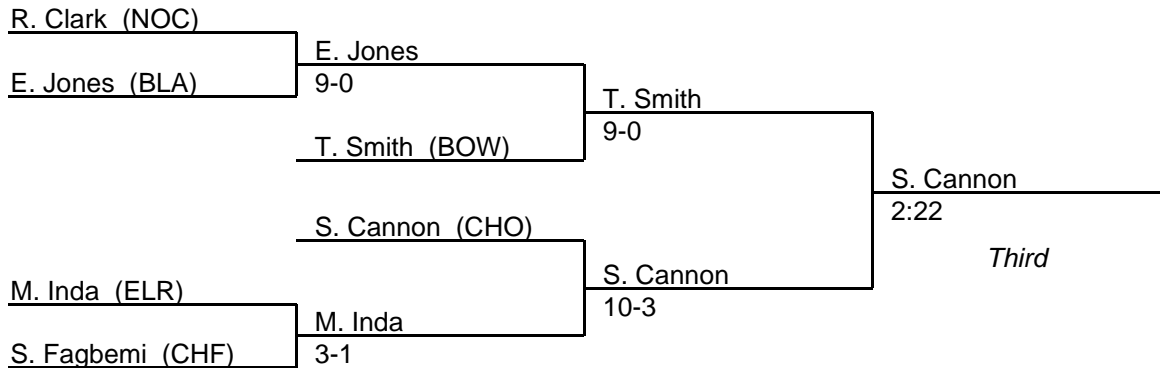 R. Clark (NOC)
E. Jones
E. Jones (BLA)
9-0
T. Smith
9-0
T. Smith (BOW)
S. Cannon
2:22
S. Cannon (CHO)
Third
S. Cannon
M. Inda (ELR)
10-3
M. Inda
S. Fagbemi (CHF)
3-1